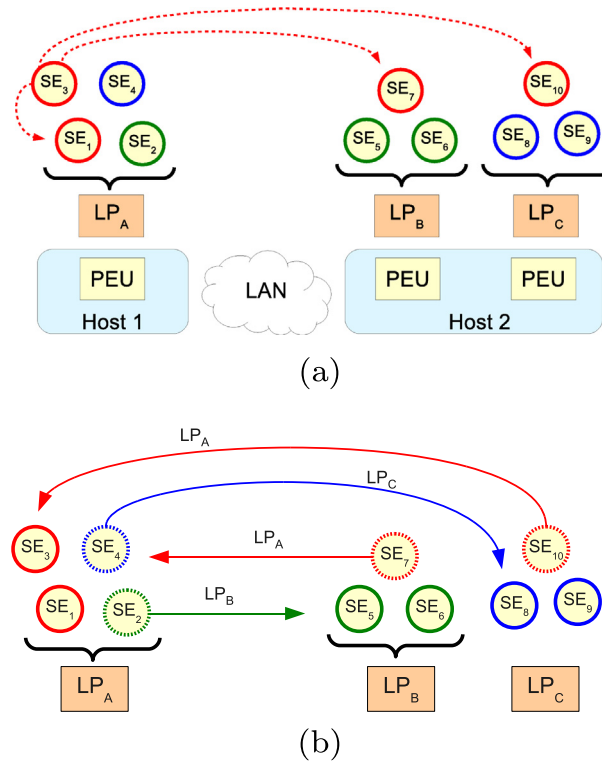 SE3 SE4 SE7 SE10
SE1 SE2 SE5 SE6 SE8 SE9
LPA LPB LPC
PEU PEU PEU
LAN
Host 1 Host 2
(a)
LPA
LPC
SE3 SE4 LPA SE7 SE10
SE1 SE2 LPB SE5 SE6 SE8 SE9
LPA LPB LPC
(b)